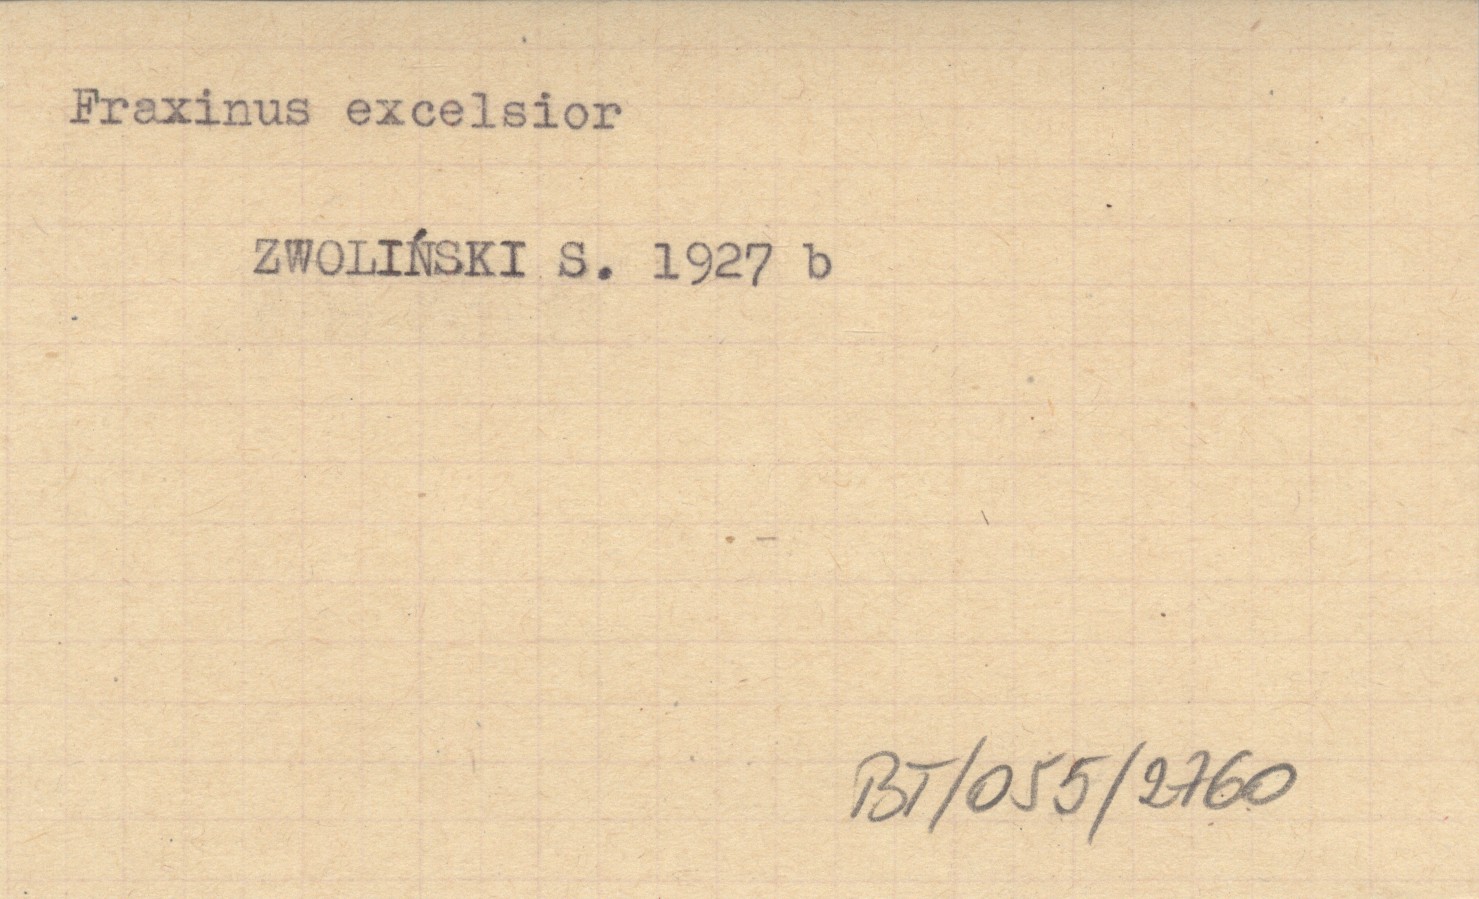 Fraxinus excelsior
ZWOLIŃSKI S. 1927 b
BT/055/2760